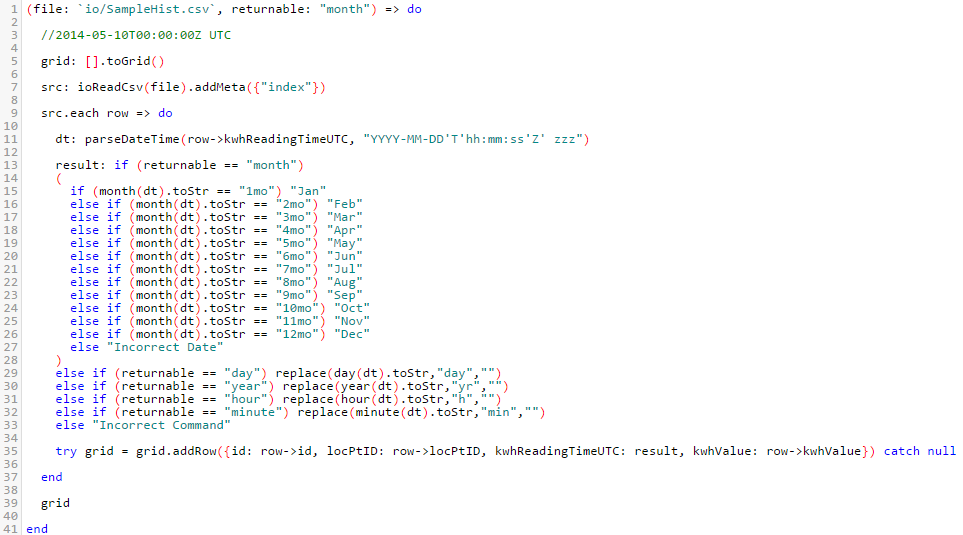 1 (file: `io/SampleHist.csv`, returnable: "month") => do
2
3 //2014-05-10T00:00:00Z UTC
4
5 grid: [].toGrid()
6
7 src: ioReadCsv(file).addMeta({"index"})
8
9 src.each row => do
10
11 dt: parseDateTime(row->kwhReadingTimeUTC, "YYYY-MM-DD'T'hh:mm:ss'Z' zzz")
12
13 result: if (returnable == "month")
14 (
15 if (month(dt).toStr == "1mo") "Jan"
16 else if (month(dt).toStr == "2mo") "Feb"
17 else if (month(dt).toStr == "3mo") "Mar"
18 else if (month(dt).toStr == "4mo") "Apr"
19 else if (month(dt).toStr == "5mo") "May"
20 else if (month(dt).toStr == "6mo") "Jun"
21 else if (month(dt).toStr == "7mo") "Jul"
22 else if (month(dt).toStr == "8mo") "Aug"
23 else if (month(dt).toStr == "9mo") "Sep"
24 else if (month(dt).toStr == "10mo") "Oct"
25 else if (month(dt).toStr == "11mo") "Nov"
26 else if (month(dt).toStr == "12mo") "Dec"
27 else "Incorrect Date"
28 )
29 else if (returnable == "day") replace(day(dt).toStr,"day","")
30 else if (returnable == "year") replace(year(dt).toStr,"yr","")
31 else if (returnable == "hour") replace(hour(dt).toStr,"h","")
32 else if (returnable == "minute") replace(minute(dt).toStr,"min","")
33 else "Incorrect Command"
34
35 try grid = grid.addRow({id: row->id, locPtID: row->locPtID, kwhReadingTimeUTC: result, kwhValue: row->kwhValue}) catch null
36
37 end
38
39 grid
40
41 end